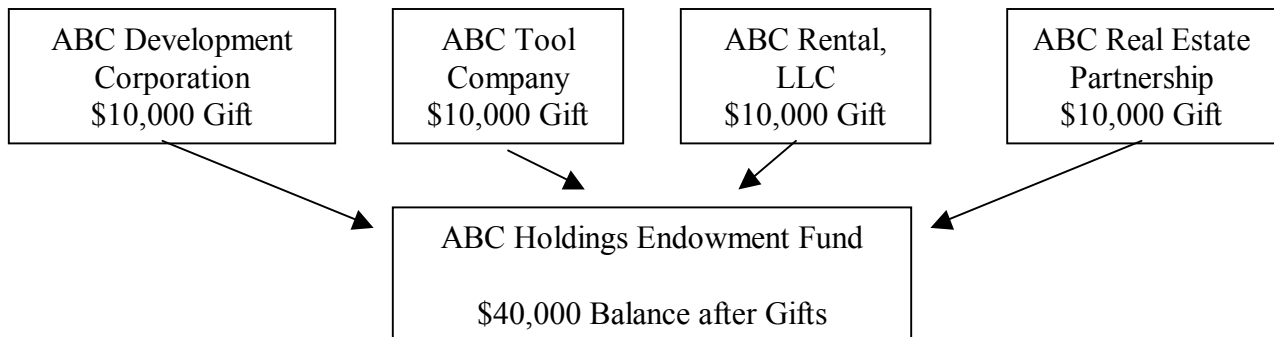 ABC Development
Corporation
$10,000 Gift
ABC Tool
Company
$10,000 Gift
ABC Rental,
LLC
$10,000 Gift
ABC Real Estate
Partnership
$10,000 Gift
ABC Holdings Endowment Fund
$40,000 Balance after Gifts